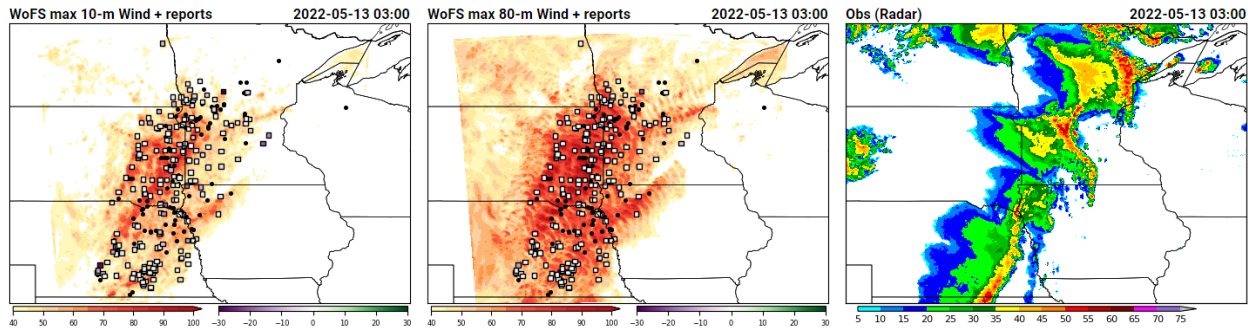 WoFS max 10-m Wind + reports 2022-05-13 03:00
WoFS max 80-m Wind + reports 2022-05-13 03:00
Obs (Radar) 2022-05-13 03:00
40 50 60 70 80 90 100 −30 −20 −10 0 10 20 30
40 50 60 70 80 90 100 −30 −20 −10 0 10 20 30
5 10 15 20 25 30 35 40 45 50 55 60 65 70 75